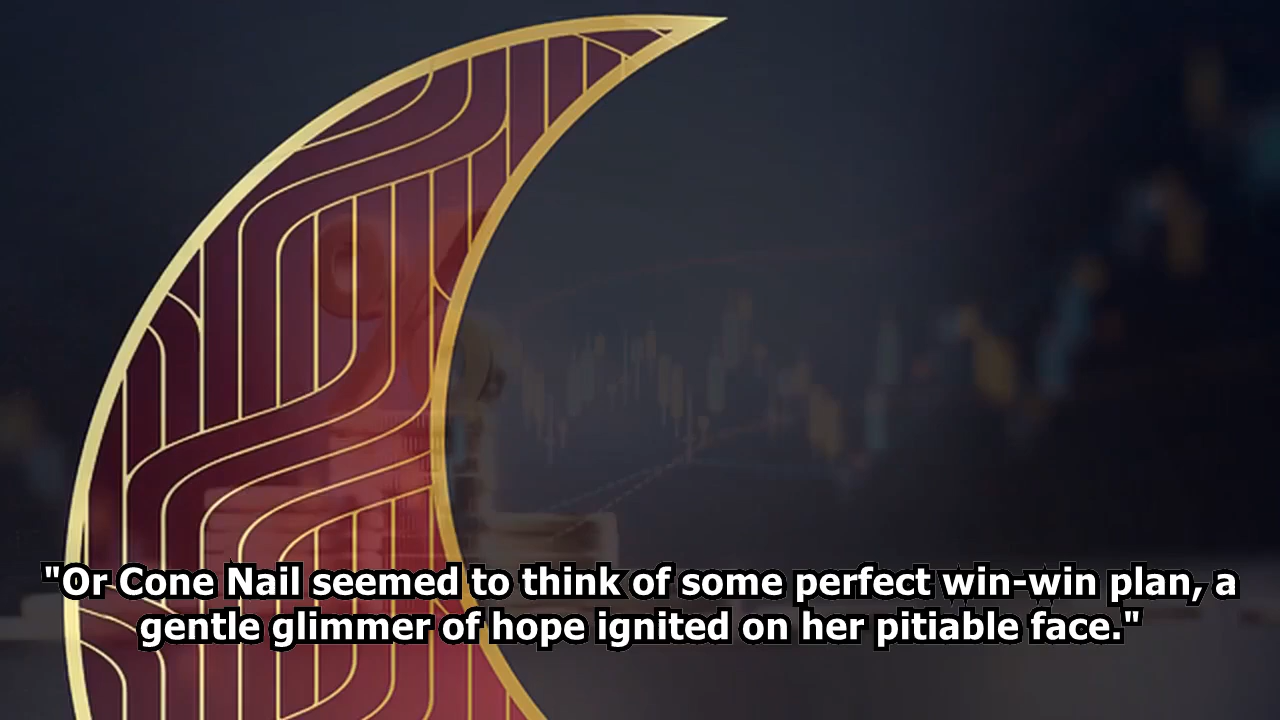 "Or Cone Nail seemed to think of some perfect win-win plan, a
gentle glimmer of hope ignited on her pitiable face."